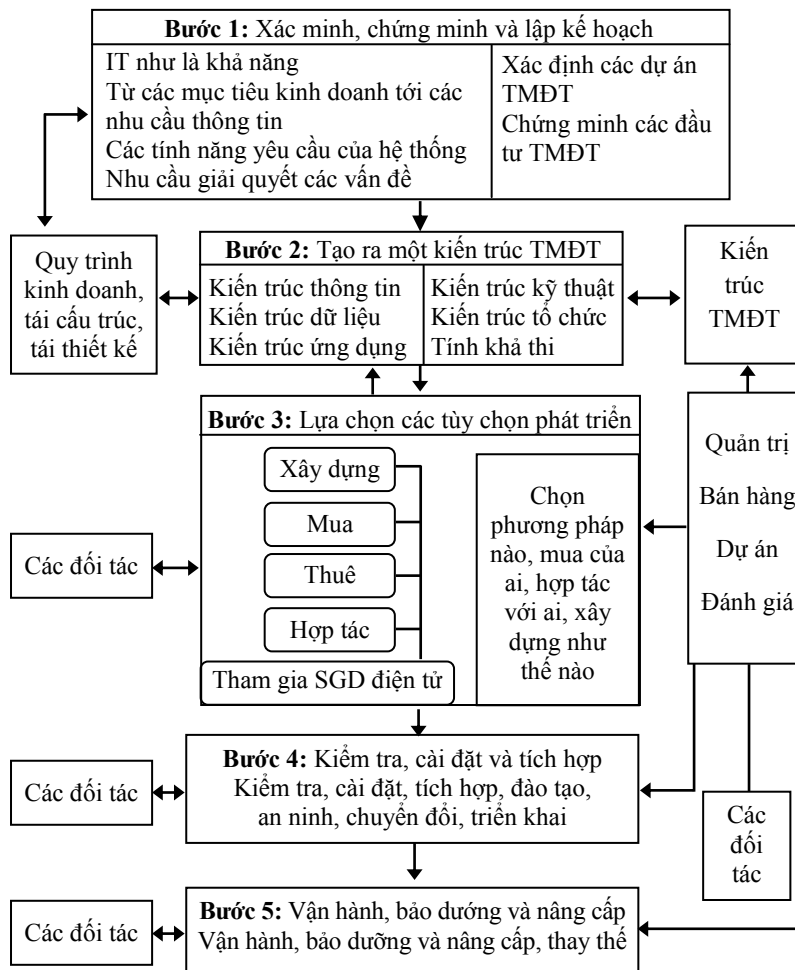 Bước 1: Xác minh, chứng minh và lập kế hoạch
IT như là khả năng
Từ các mục tiêu kinh doanh tới các
nhu cầu thông tin
Các tính năng yêu cầu của hệ thống
Nhu cầu giải quyết các vấn đề
Xác định các dự án
TMĐT
Chứng minh các đầu
tư TMĐT
Quy trình
kinh doanh,
tái cấu trúc,
tái thiết kế
Bước 2: Tạo ra một kiến trúc TMĐT
Kiến trúc thông tin
Kiến trúc dữ liệu
Kiến trúc ứng dụng
Kiến trúc kỹ thuật
Kiến trúc tổ chức
Tính khả thi
Kiến
trúc
TMĐT
Bước 3: Lựa chọn các tùy chọn phát triển
Xây dựng
Mua
Thuê
Hợp tác
Tham gia SGD điện tử
Chọn
phương pháp
nào, mua của
ai, hợp tác
với ai, xây
dựng như
thế nào
Quản trị
Bán hàng
Dự án
Đánh giá
Các đối tác
Bước 4: Kiểm tra, cài đặt và tích hợp
Kiểm tra, cài đặt, tích hợp, đào tạo,
an ninh, chuyển đổi, triển khai
Các đối tác
Các
đối
tác
Bước 5: Vận hành, bảo dướng và nâng cấp
Vận hành, bảo dưỡng và nâng cấp, thay thế
Các đối tác